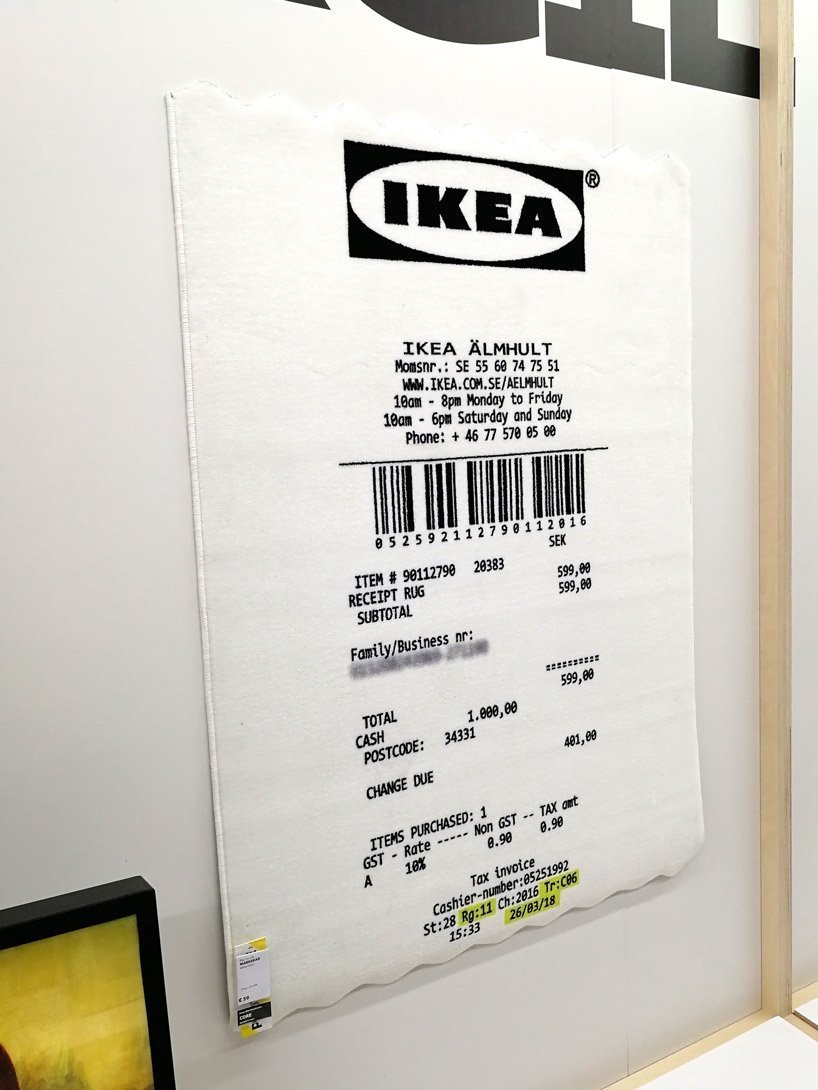 IKEA®
IKEA ÄLMHULT
Momsnr.: SE 55 60 74 75 51
WWW.IKEA.COM.SE/AELMHULT
10am - 8pm Monday to Friday
10am - 6pm Saturday and Sunday
Phone: + 46 77 570 05 00
052592112790112016
SEK
ITEM # 90112790 20383 599,00
RECEIPT RUG 599,00
SUBTOTAL
Family/Business nr:
==========
599,00
TOTAL
CASH 1.000,00
POSTCODE: 34331
401,00
CHANGE DUE
ITEMS PURCHASED: 1
GST - Rate ----- Non GST -- TAX amt
A 10% 0.90 0.90
Tax invoice
Cashier-number:05251992
St:28 Rg:11 Ch:2016 Tr:C06
15:33 26/03/18
MARKERAD
€ 59
CORE